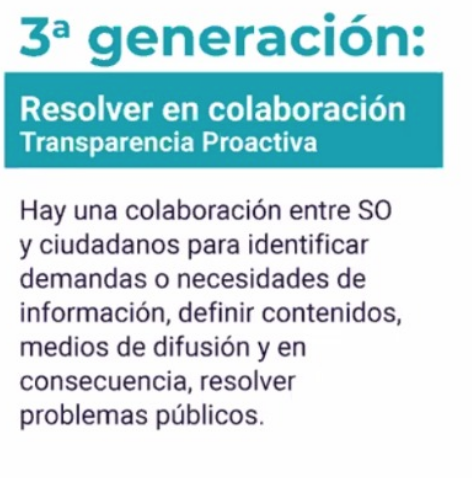 3ª generación:
Resolver en colaboración
Transparencia Proactiva
Hay una colaboración entre SO
y ciudadanos para identificar
demandas o necesidades de
información, definir contenidos,
medios de difusión y en
consecuencia, resolver
problemas públicos.